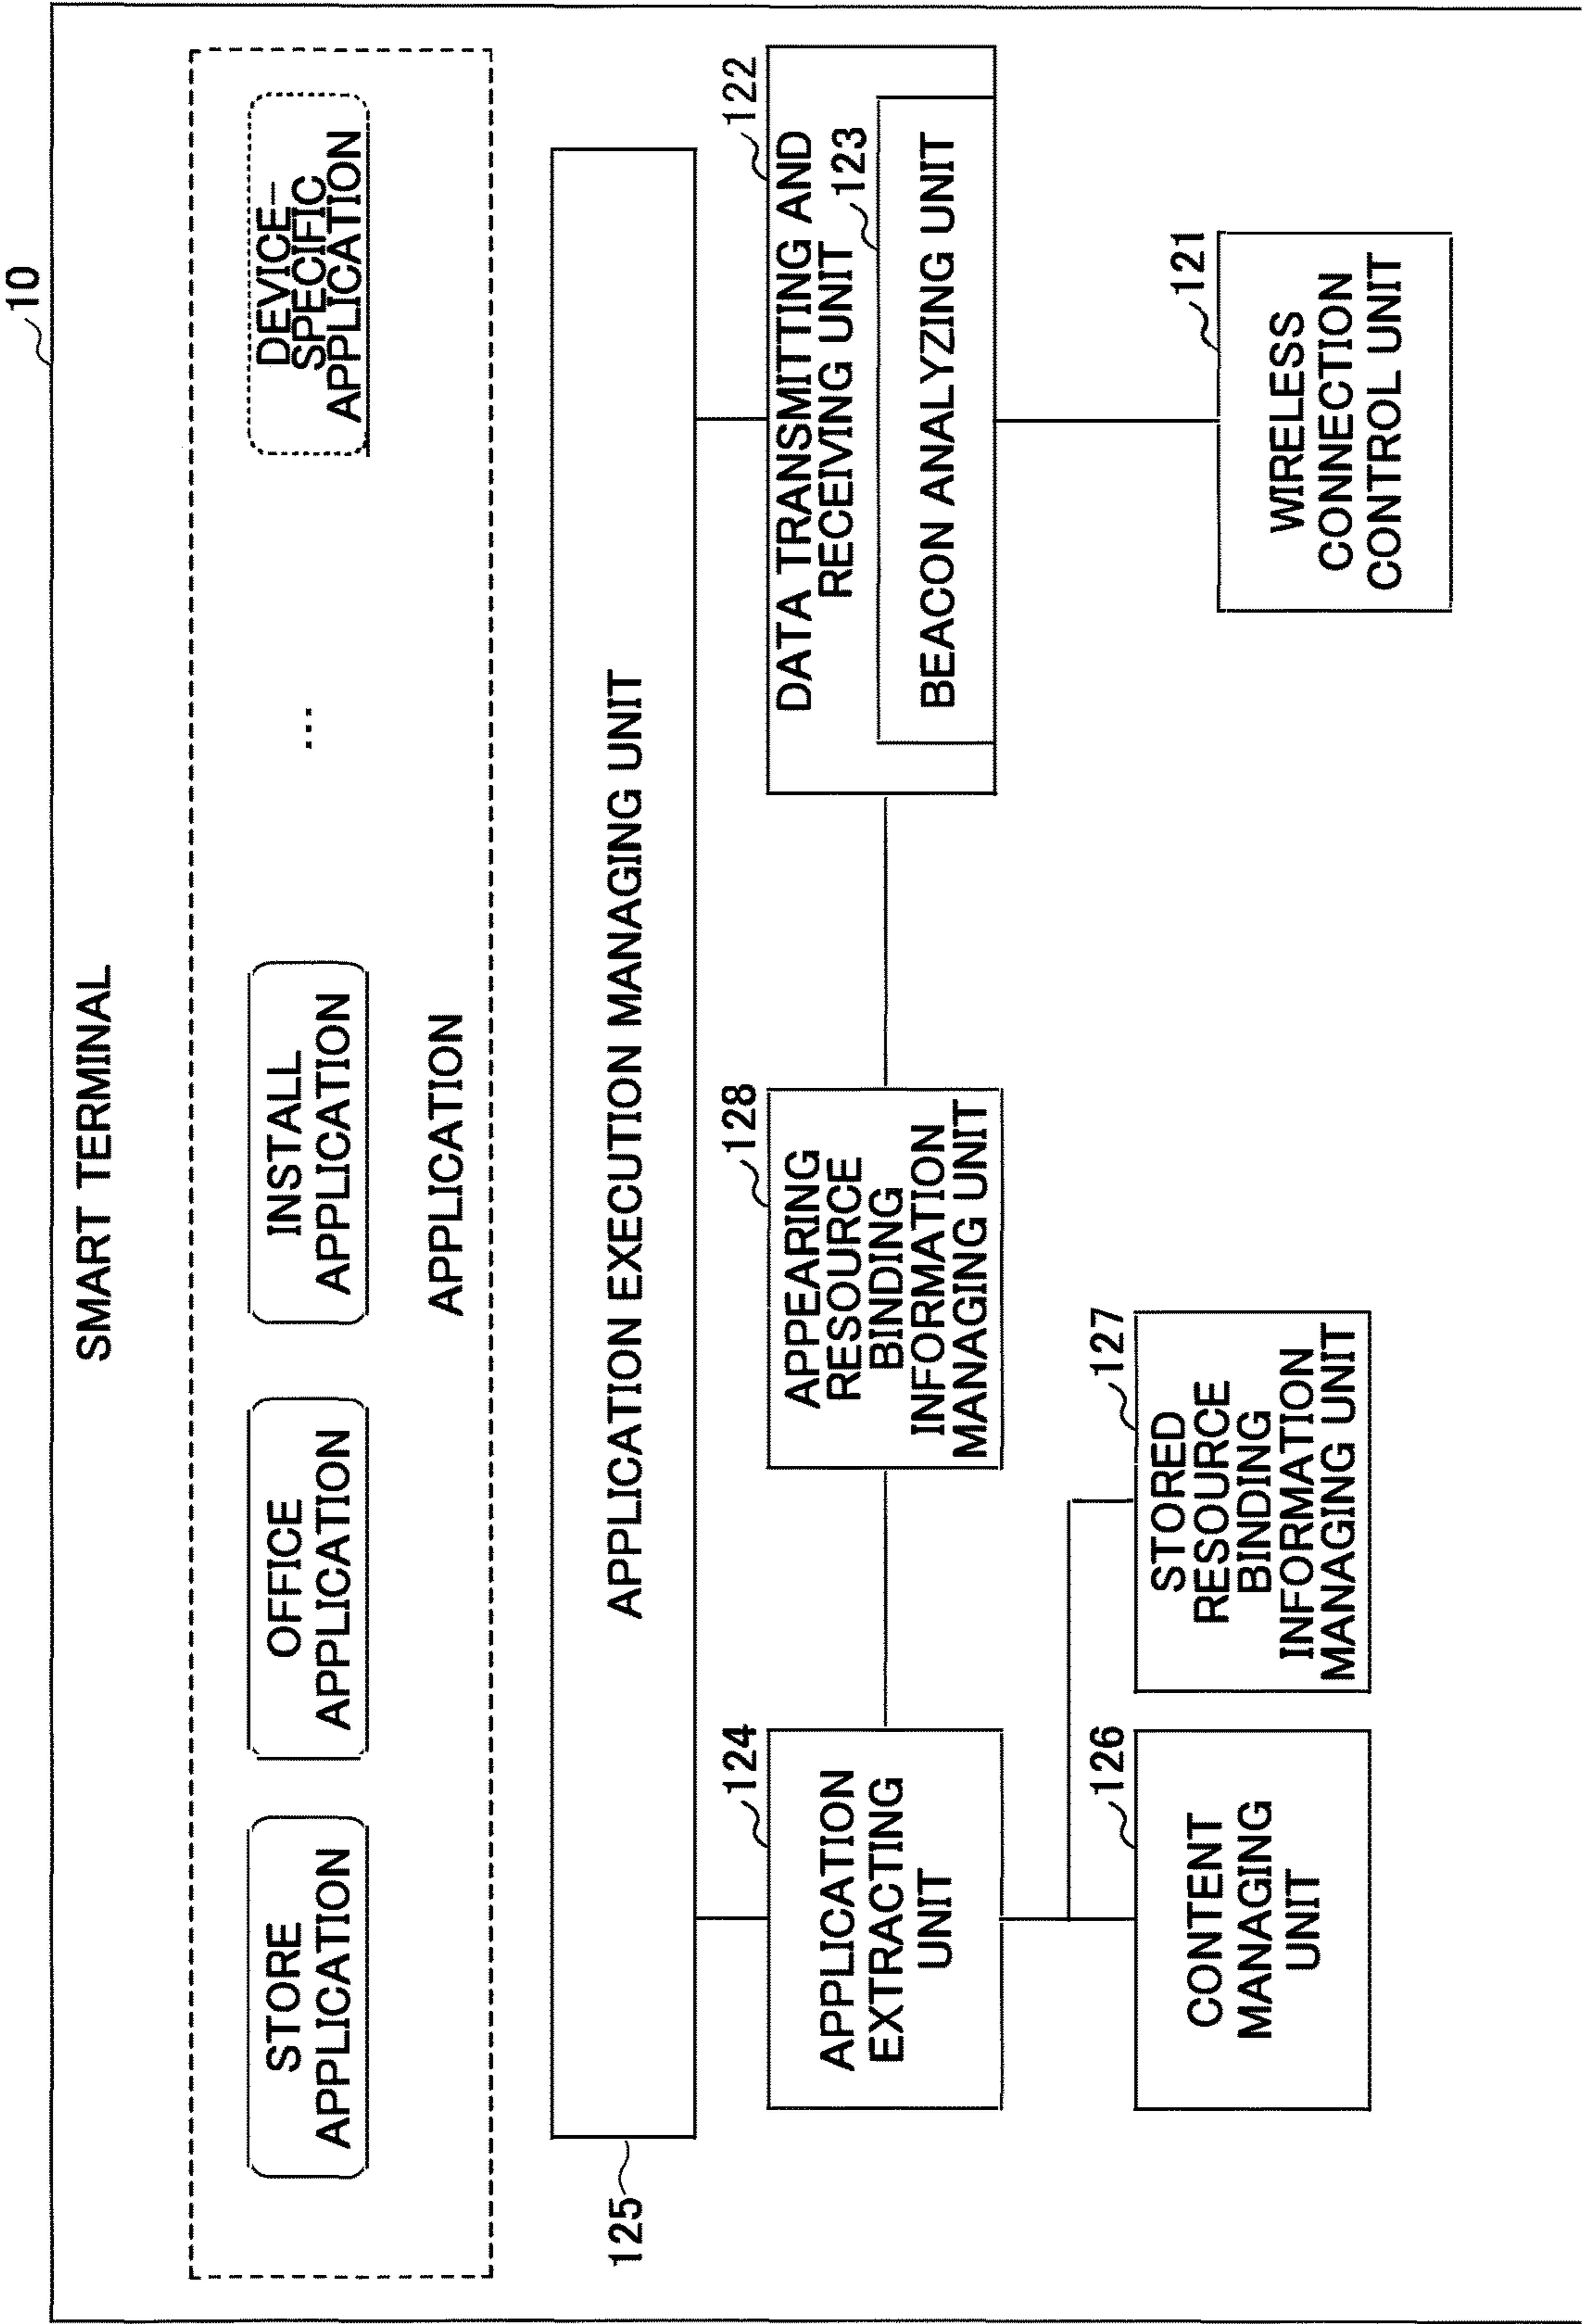 10
SMART TERMINAL
STORE
APPLICATION
OFFICE
APPLICATION
INSTALL
APPLICATION
...
DEVICE-
SPECIFIC
APPLICATION
APPLICATION
125
APPLICATION EXECUTION MANAGING UNIT
124
APPLICATION
EXTRACTING
UNIT
128
APPEARING
RESOURCE
BINDING
INFORMATION
MANAGING UNIT
122
DATA TRANSMITTING AND
RECEIVING UNIT
123
BEACON ANALYZING UNIT
126
CONTENT
MANAGING
UNIT
127
STORED
RESOURCE
BINDING
INFORMATION
MANAGING UNIT
121
WIRELESS
CONNECTION
CONTROL UNIT